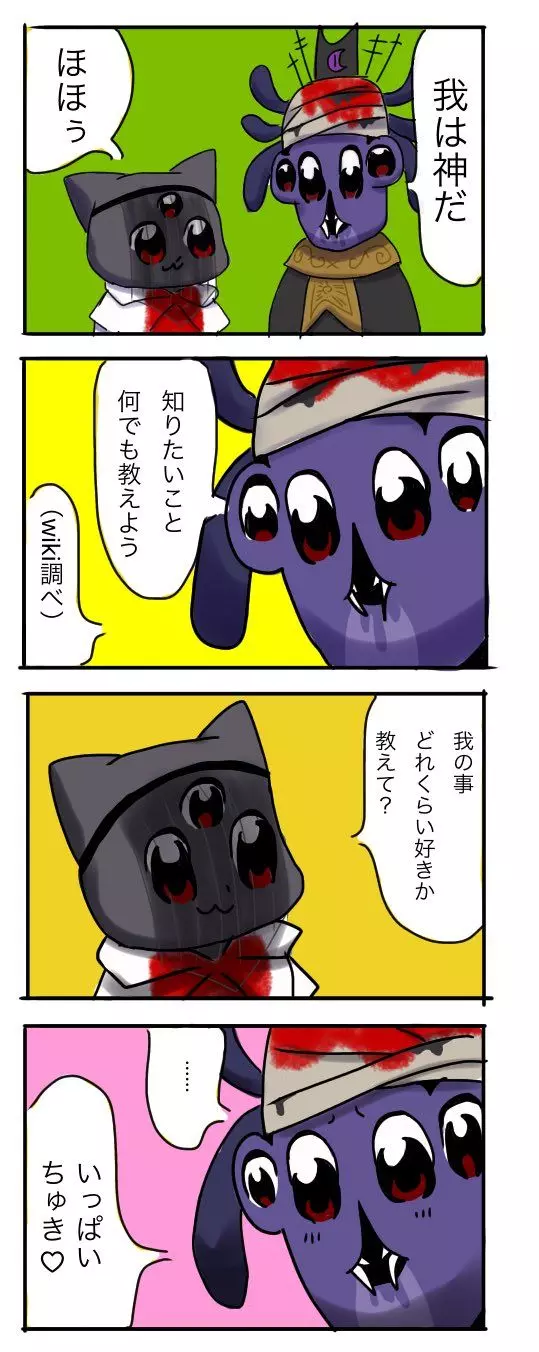 我は神だ
ほほぅ
知りたいこと
何でも教えよう
（wiki調べ）
我の事
どれくらい好きか
教えて？
……
いっぱい
ちゅき♡